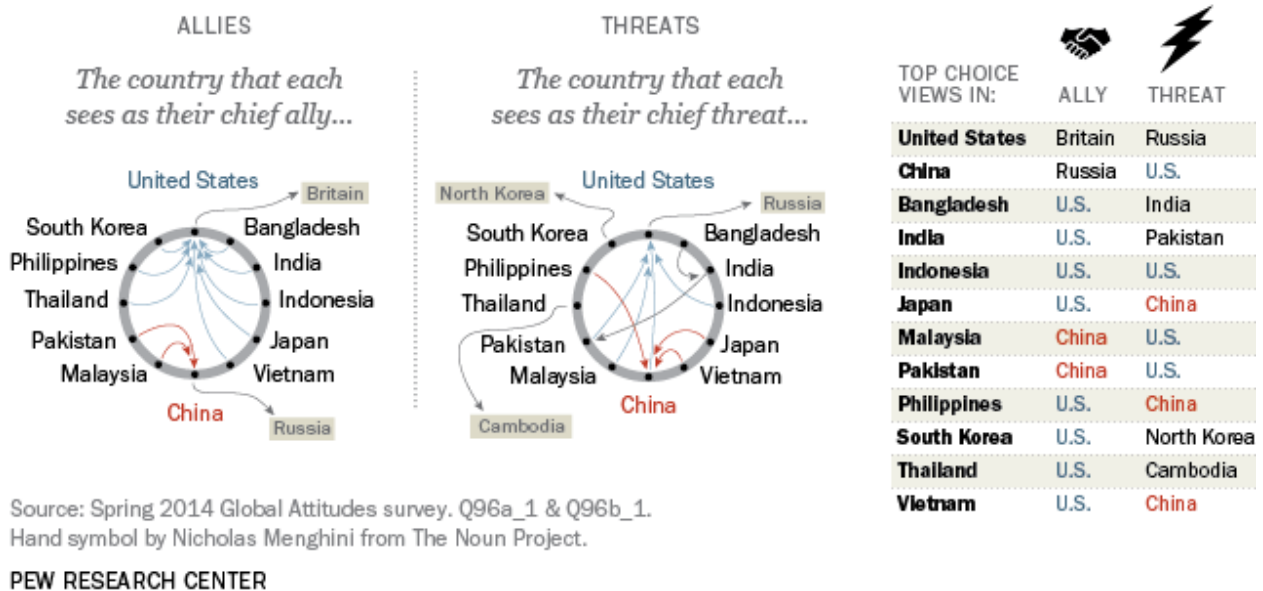 ALLIES
The country that each
sees as their chief ally...
United States
Britain
South Korea
Bangladesh
Philippines
India
Thailand
Indonesia
Pakistan
Japan
Malaysia
Vietnam
China
Russia
THREATS
The country that each
sees as their chief threat...
North Korea
United States
Russia
South Korea
Bangladesh
Philippines
India
Thailand
Indonesia
Pakistan
Japan
Malaysia
Vietnam
China
Cambodia
TOP CHOICE
VIEWS IN: ALLY THREAT
United States Britain Russia
China Russia U.S.
Bangladesh U.S. India
India U.S. Pakistan
Indonesia U.S. U.S.
Japan U.S. China
Malaysia China U.S.
Pakistan China U.S.
Philippines U.S. China
South Korea U.S. North Korea
Thailand U.S. Cambodia
Vietnam U.S. China
Source: Spring 2014 Global Attitudes survey. Q96a_1 & Q96b_1.
Hand symbol by Nicholas Menghini from The Noun Project.
PEW RESEARCH CENTER